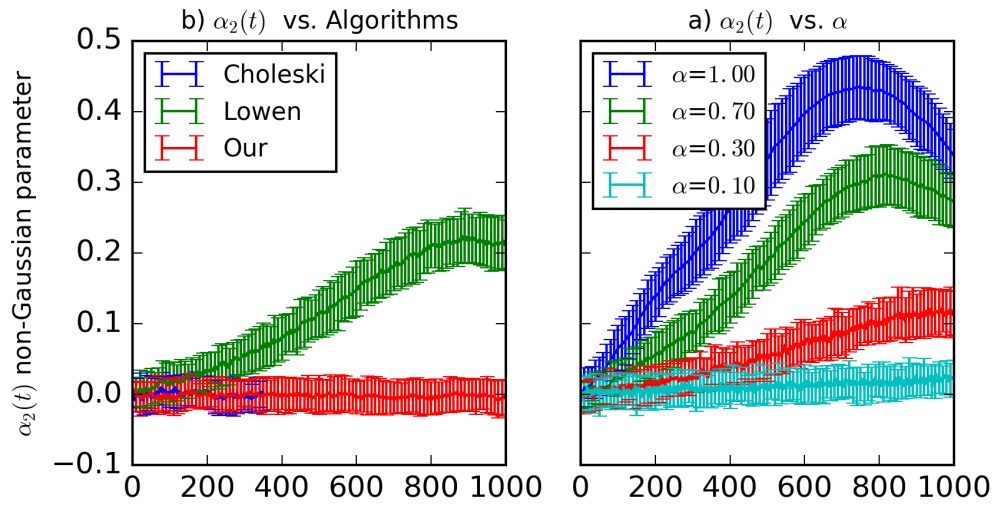 b) α₂(t) vs. Algorithms
a) α₂(t) vs. α
α₂(t) non-Gaussian parameter
0.5
0.4
0.3
0.2
0.1
0.0
−0.1
Choleski
Lowen
Our
0 200 400 600 800 1000
α=1.00
α=0.70
α=0.30
α=0.10
0 200 400 600 800 1000